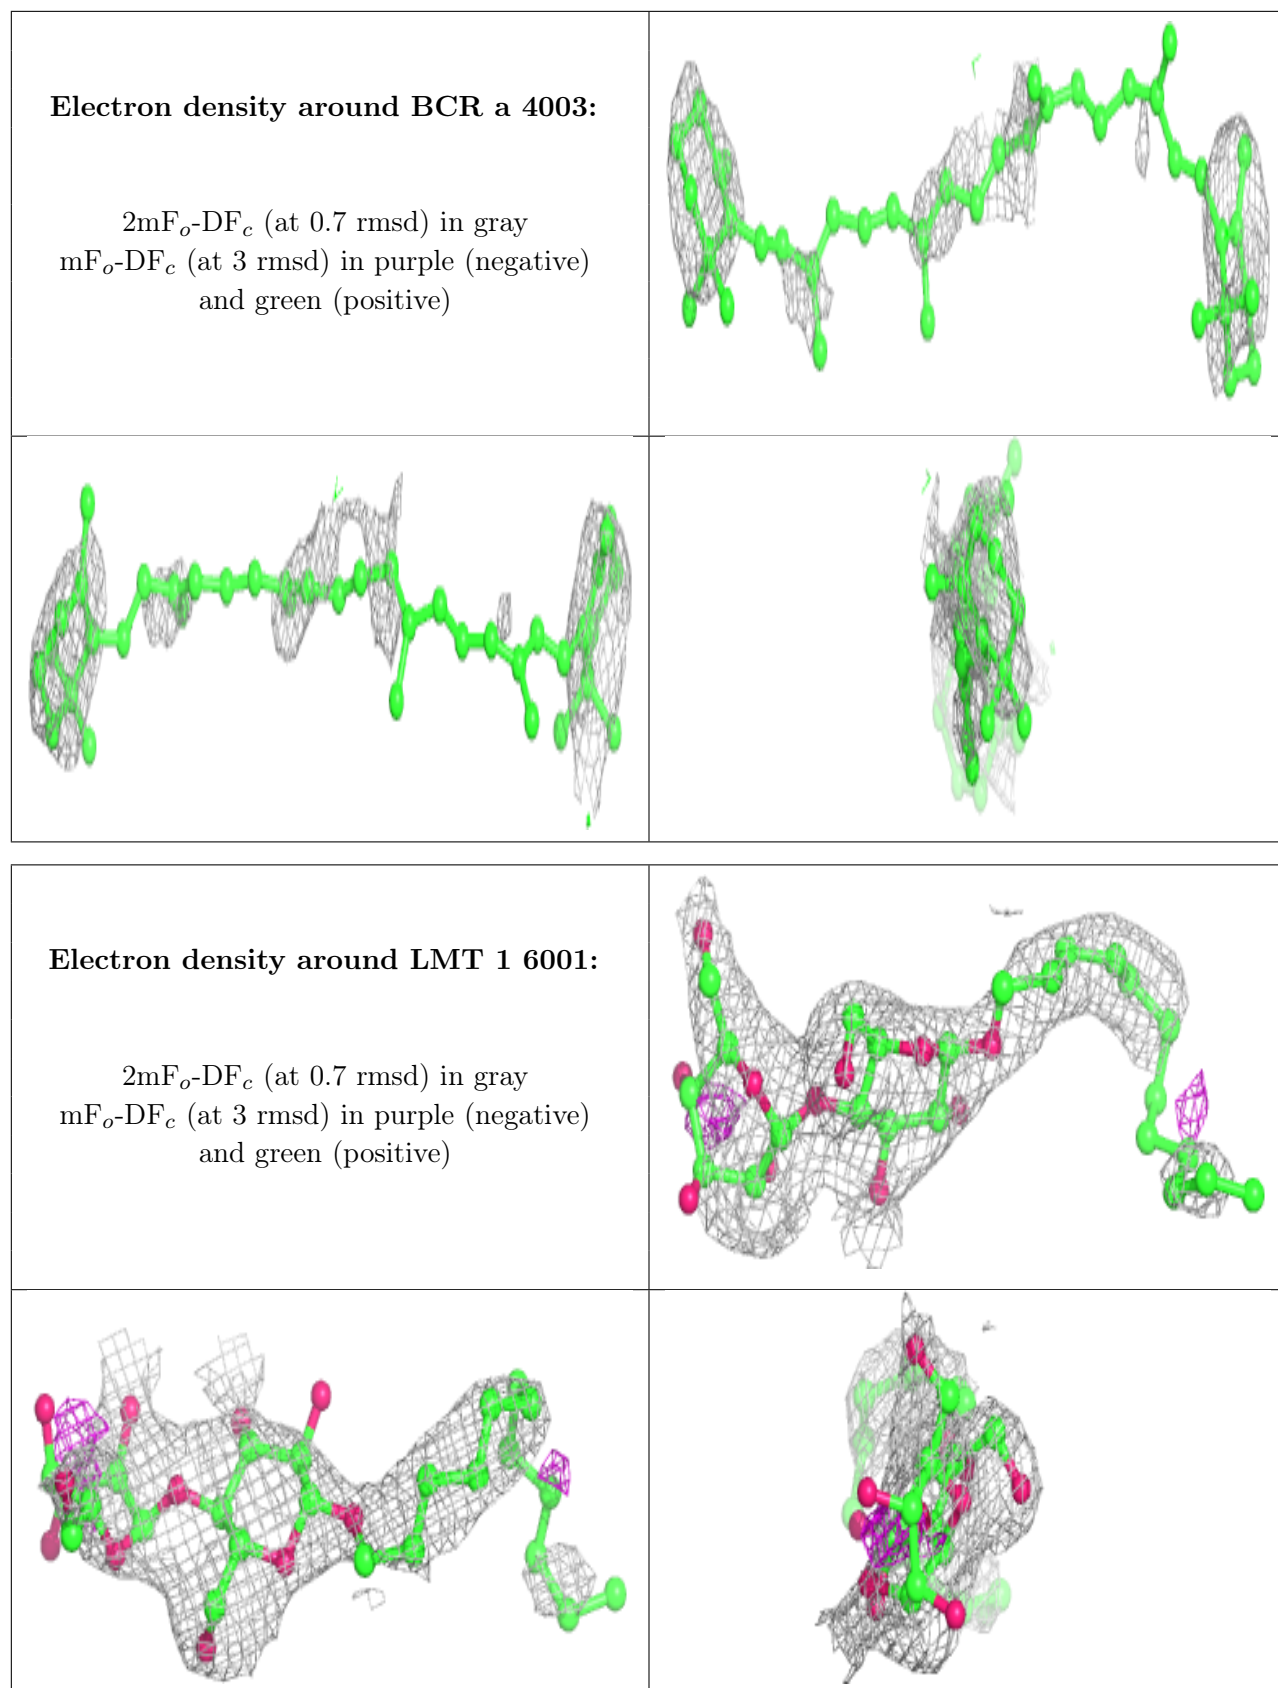 Electron density around BCR a 4003:
2mFo-DFc (at 0.7 rmsd) in gray
mFo-DFc (at 3 rmsd) in purple (negative)
and green (positive)
Electron density around LMT 1 6001:
2mFo-DFc (at 0.7 rmsd) in gray
mFo-DFc (at 3 rmsd) in purple (negative)
and green (positive)